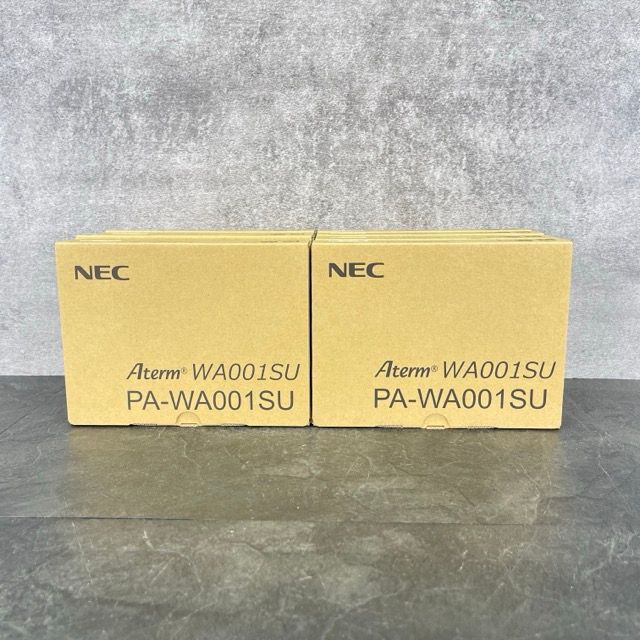 NEC
Aterm® WA001SU
PA-WA001SU
NEC
Aterm® WA001SU
PA-WA001SU